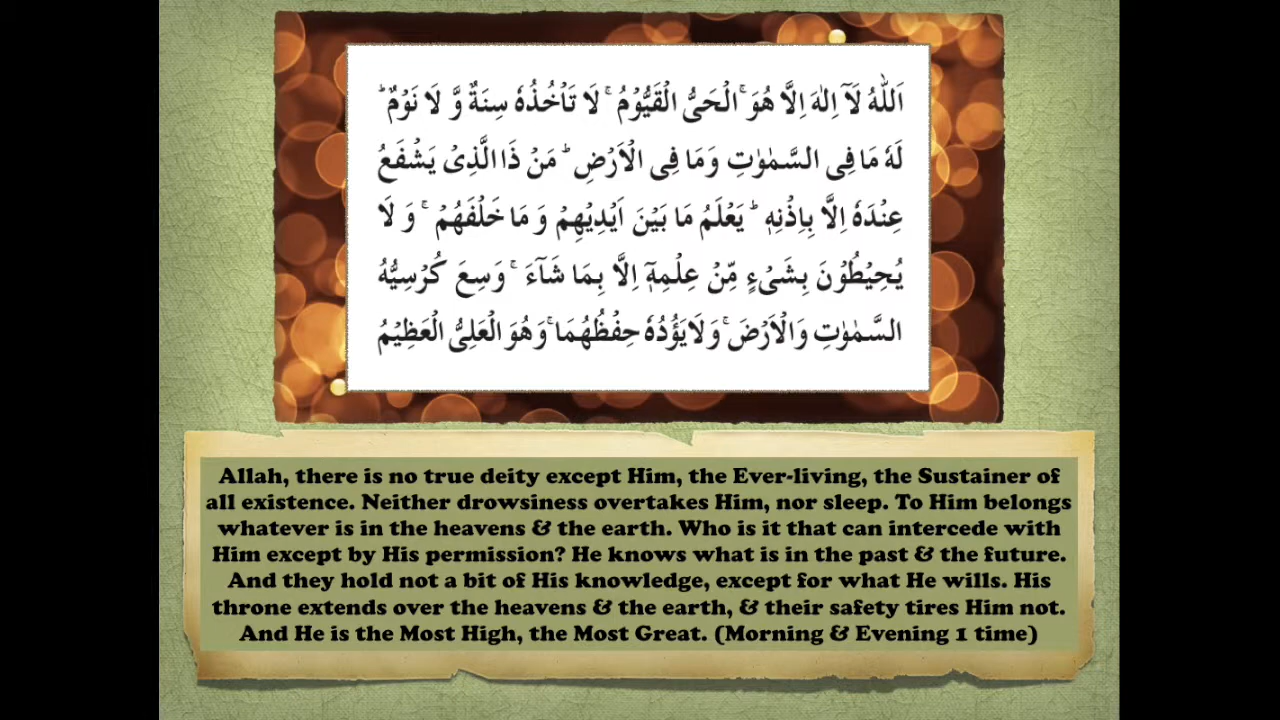 اَللّٰهُ لَاۤ اِلٰهَ اِلَّا هُوَ ۚ اَلْحَیُّ الْقَیُّوْمُ ۚ لَا تَاْخُذُهٗ سِنَةٌ وَّ لَا نَوْمٌ ؕ
لَهٗ مَا فِی السَّمٰوٰتِ وَمَا فِی الْاَرْضِ ؕ مَنْ ذَا الَّذِیْ یَشْفَعُ
عِنْدَهٗ اِلَّا بِاِذْنِهٖ ؕ یَعْلَمُ مَا بَیْنَ اَیْدِیْهِمْ وَ مَا خَلْفَهُمْ ۚ وَ لَا
یُحِیْطُوْنَ بِشَیْءٍ مِّنْ عِلْمِهٖۤ اِلَّا بِمَا شَآءَ ۚ وَسِعَ كُرْسِیُّهُ
السَّمٰوٰتِ وَالْاَرْضَ ۚ وَ لَایَؤُدُهٗ حِفْظُهُمَا ۚ وَهُوَ الْعَلِیُّ الْعَظِیْمُ
Allah, there is no true deity except Him, the Ever-living, the Sustainer of
all existence. Neither drowsiness overtakes Him, nor sleep. To Him belongs
whatever is in the heavens & the earth. Who is it that can intercede with
Him except by His permission? He knows what is in the past & the future.
And they hold not a bit of His knowledge, except for what He wills. His
throne extends over the heavens & the earth, & their safety tires Him not.
And He is the Most High, the Most Great. (Morning & Evening 1 time)